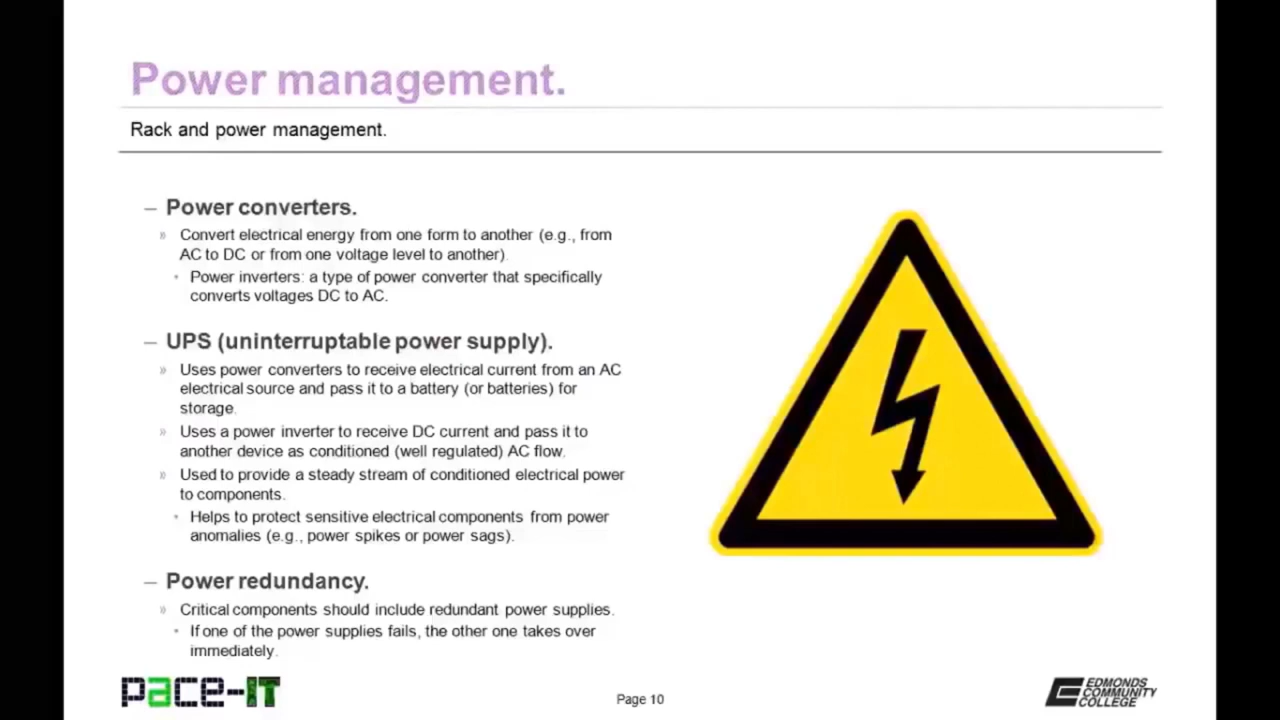 Power management.
Rack and power management.
– Power converters.
» Convert electrical energy from one form to another (e.g., from
AC to DC or from one voltage level to another).
• Power inverters: a type of power converter that specifically
converts voltages DC to AC.
– UPS (uninterruptable power supply).
» Uses power converters to receive electrical current from an AC
electrical source and pass it to a battery (or batteries) for
storage.
» Uses a power inverter to receive DC current and pass it to
another device as conditioned (well regulated) AC flow.
» Used to provide a steady stream of conditioned electrical power
to components.
• Helps to protect sensitive electrical components from power
anomalies (e.g., power spikes or power sags).
– Power redundancy.
» Critical components should include redundant power supplies.
• If one of the power supplies fails, the other one takes over
immediately.
pace-IT
Page 10
EDMONDS
COMMUNITY
COLLEGE